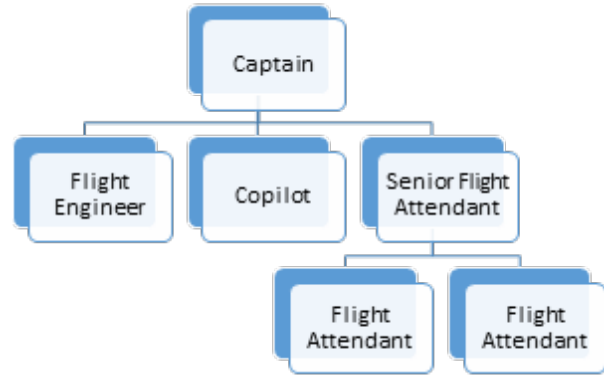 Captain
Flight
Engineer
Copilot
Senior Flight
Attendant
Flight
Attendant
Flight
Attendant